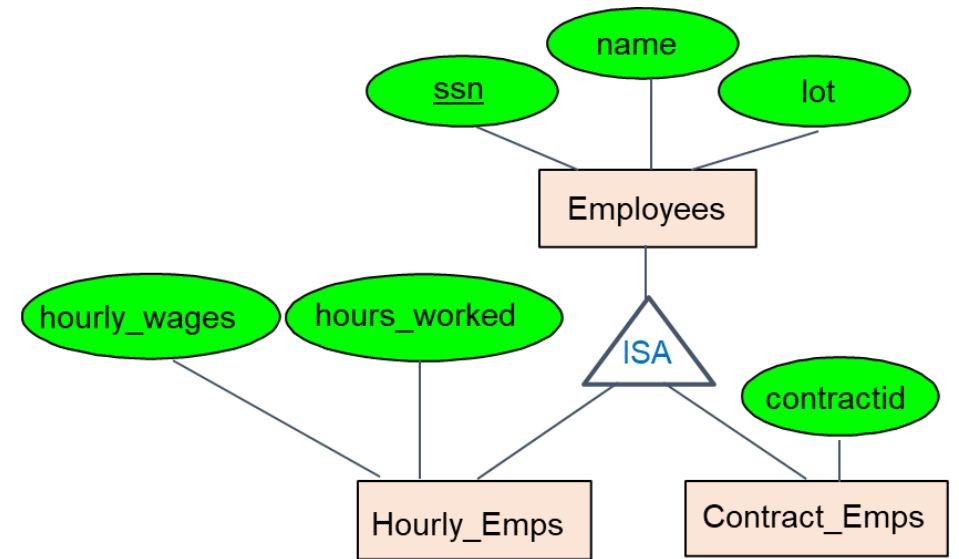 name
ssn
lot
Employees
hourly_wages
hours_worked
ISA
contractid
Hourly_Emps
Contract_Emps